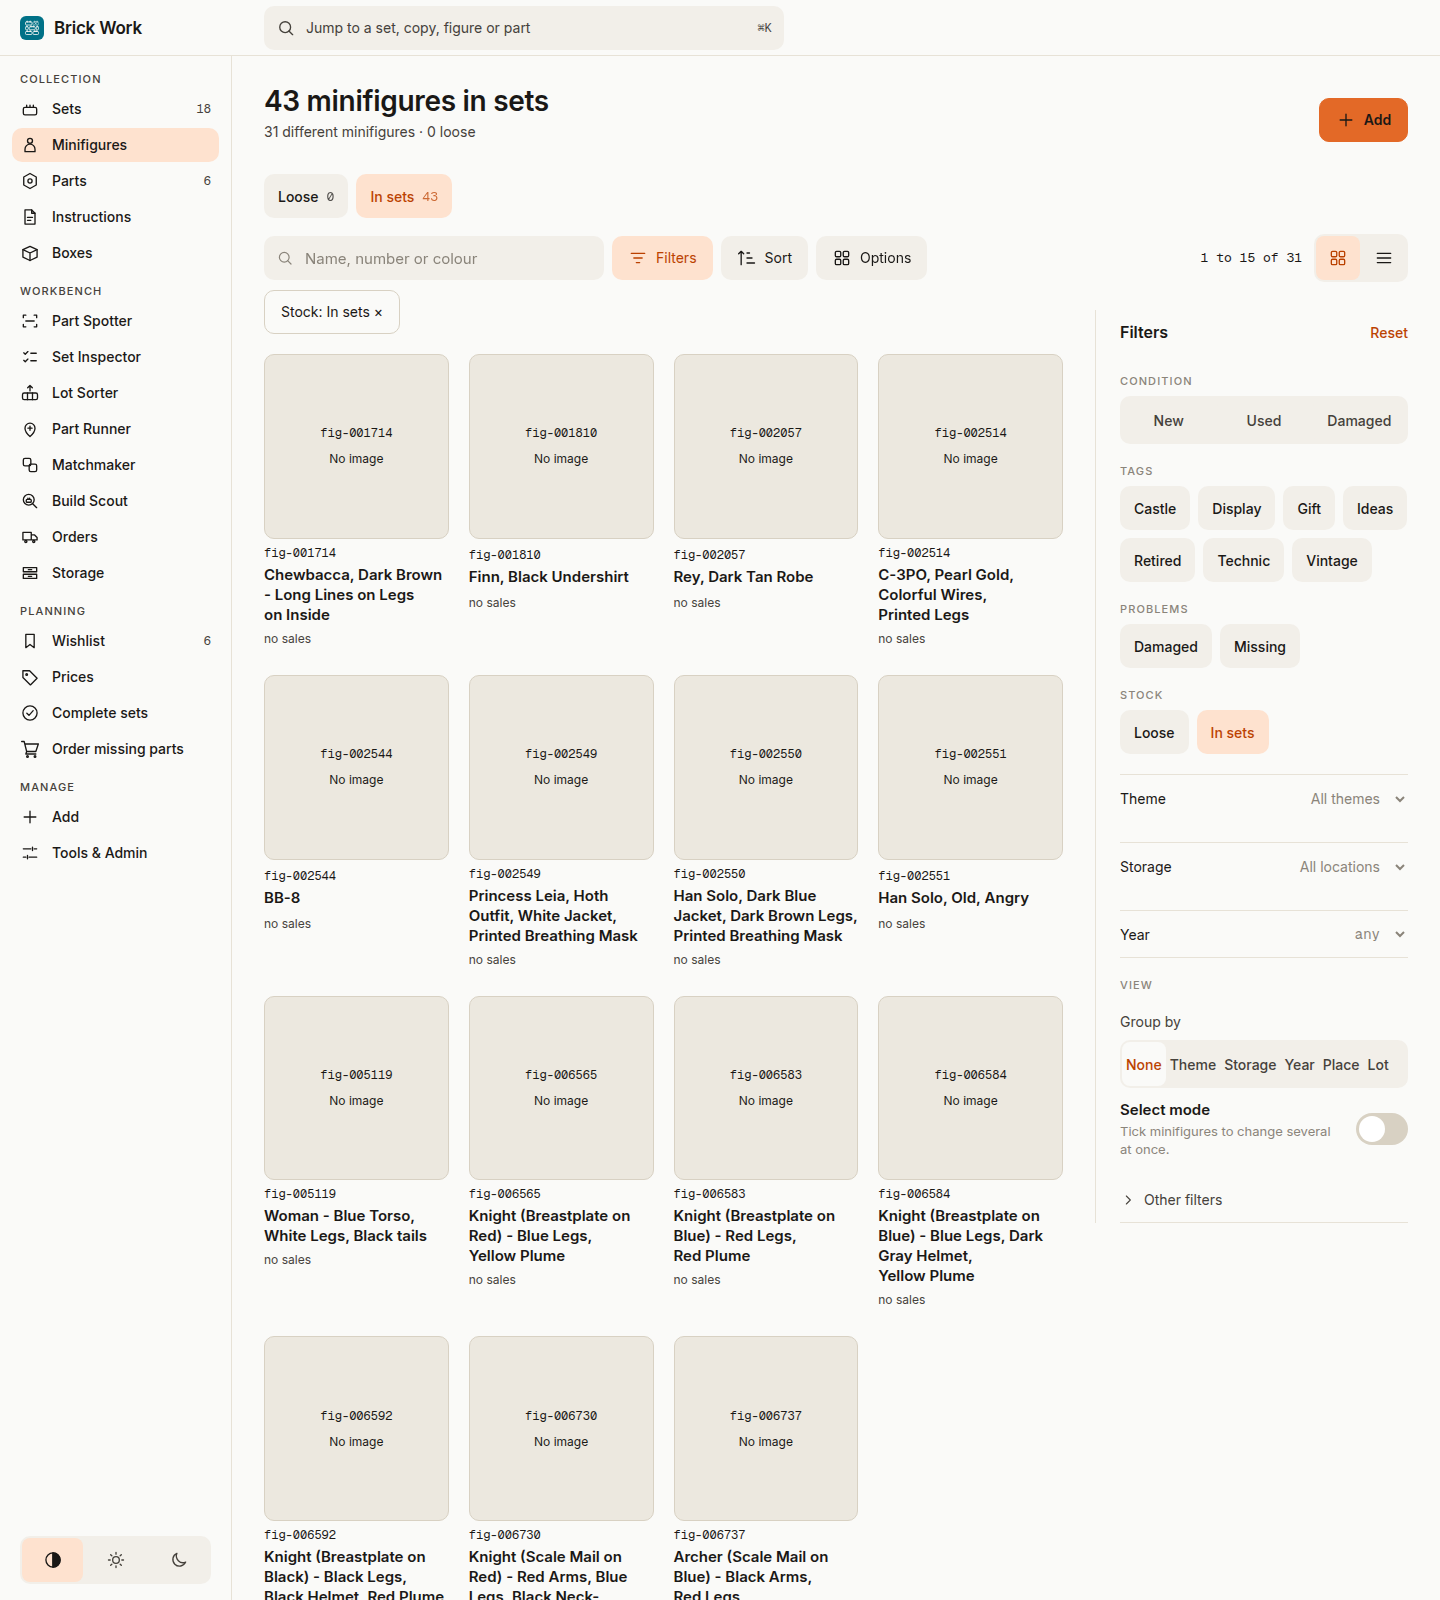 Brick Work
Jump to a set, copy, figure or part
⌘K
COLLECTION
Sets 18
Minifigures
Parts 6
Instructions
Boxes
WORKBENCH
Part Spotter
Set Inspector
Lot Sorter
Part Runner
Matchmaker
Build Scout
Orders
Storage
PLANNING
Wishlist 6
Prices
Complete sets
Order missing parts
MANAGE
Add
Tools & Admin
43 minifigures in sets
31 different minifigures · 0 loose
Add
Loose 0
In sets 43
Name, number or colour
Filters
Sort
Options
1 to 15 of 31
Stock: In sets ×
fig-001714
No image
fig-001714
Chewbacca, Dark Brown
- Long Lines on Legs
on Inside
no sales
fig-001810
No image
fig-001810
Finn, Black Undershirt
no sales
fig-002057
No image
fig-002057
Rey, Dark Tan Robe
no sales
fig-002514
No image
fig-002514
C-3PO, Pearl Gold,
Colorful Wires,
Printed Legs
no sales
fig-002544
No image
fig-002544
BB-8
no sales
fig-002549
No image
fig-002549
Princess Leia, Hoth
Outfit, White Jacket,
Printed Breathing Mask
no sales
fig-002550
No image
fig-002550
Han Solo, Dark Blue
Jacket, Dark Brown Legs,
Printed Breathing Mask
no sales
fig-002551
No image
fig-002551
Han Solo, Old, Angry
no sales
fig-005119
No image
fig-005119
Woman - Blue Torso,
White Legs, Black tails
no sales
fig-006565
No image
fig-006565
Knight (Breastplate on
Red) - Blue Legs,
Yellow Plume
no sales
fig-006583
No image
fig-006583
Knight (Breastplate on
Blue) - Red Legs,
Red Plume
no sales
fig-006584
No image
fig-006584
Knight (Breastplate on
Blue) - Blue Legs, Dark
Gray Helmet,
Yellow Plume
no sales
fig-006592
No image
fig-006592
Knight (Breastplate on
Black) - Black Legs,
Black Helmet, Red Plume
fig-006730
No image
fig-006730
Knight (Scale Mail on
Red) - Red Arms, Blue
Legs, Black Neck-
fig-006737
No image
fig-006737
Archer (Scale Mail on
Blue) - Black Arms,
Red Legs
Filters
Reset
CONDITION
New Used Damaged
TAGS
Castle Display Gift Ideas
Retired Technic Vintage
PROBLEMS
Damaged Missing
STOCK
Loose In sets
Theme All themes
Storage All locations
Year any
VIEW
Group by
None Theme Storage Year Place Lot
Select mode
Tick minifigures to change several
at once.
Other filters